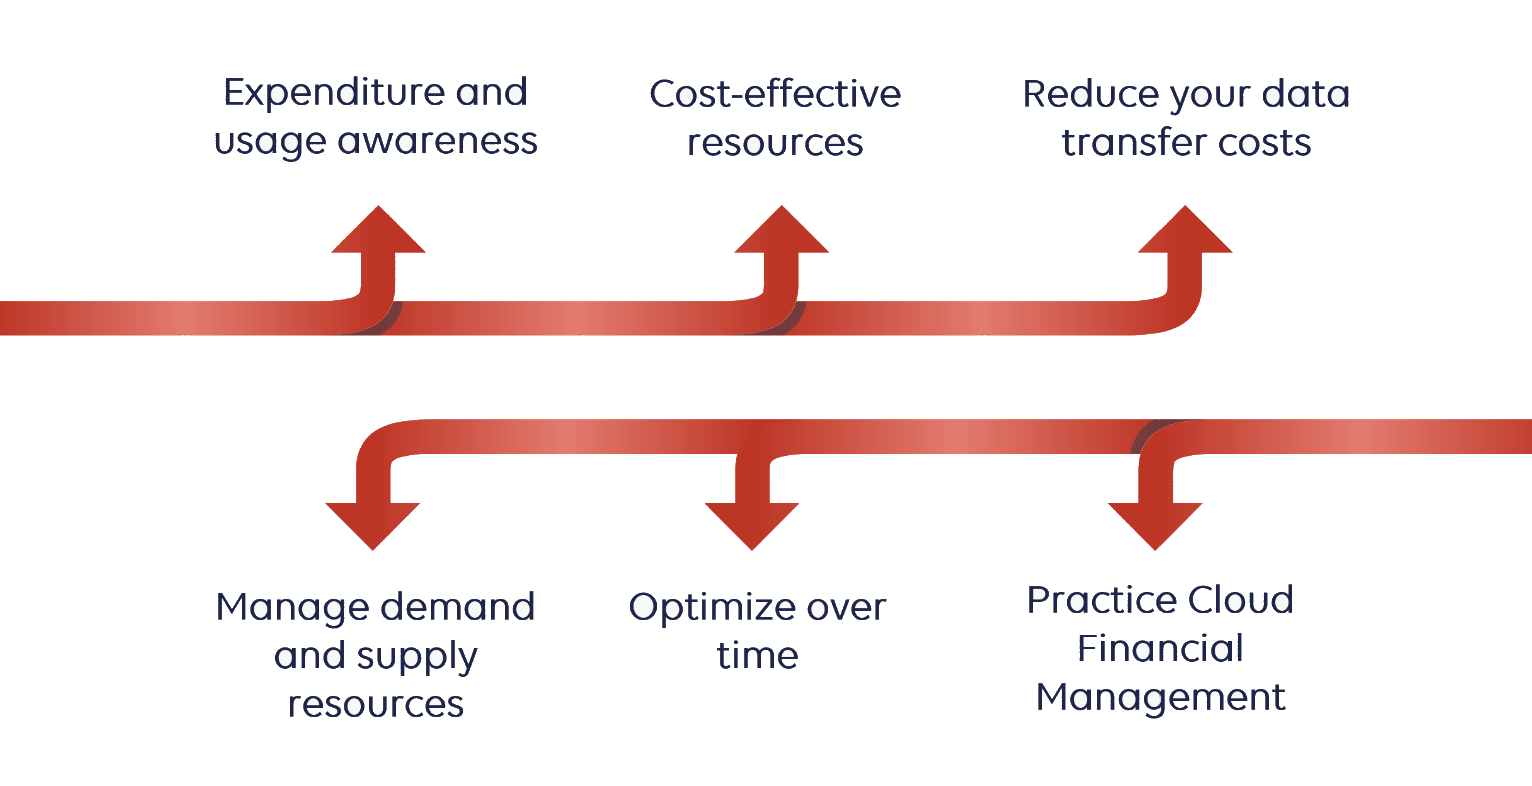 Expenditure and
usage awareness
Cost-effective
resources
Reduce your data
transfer costs
Manage demand
and supply
resources
Optimize over
time
Practice Cloud
Financial
Management